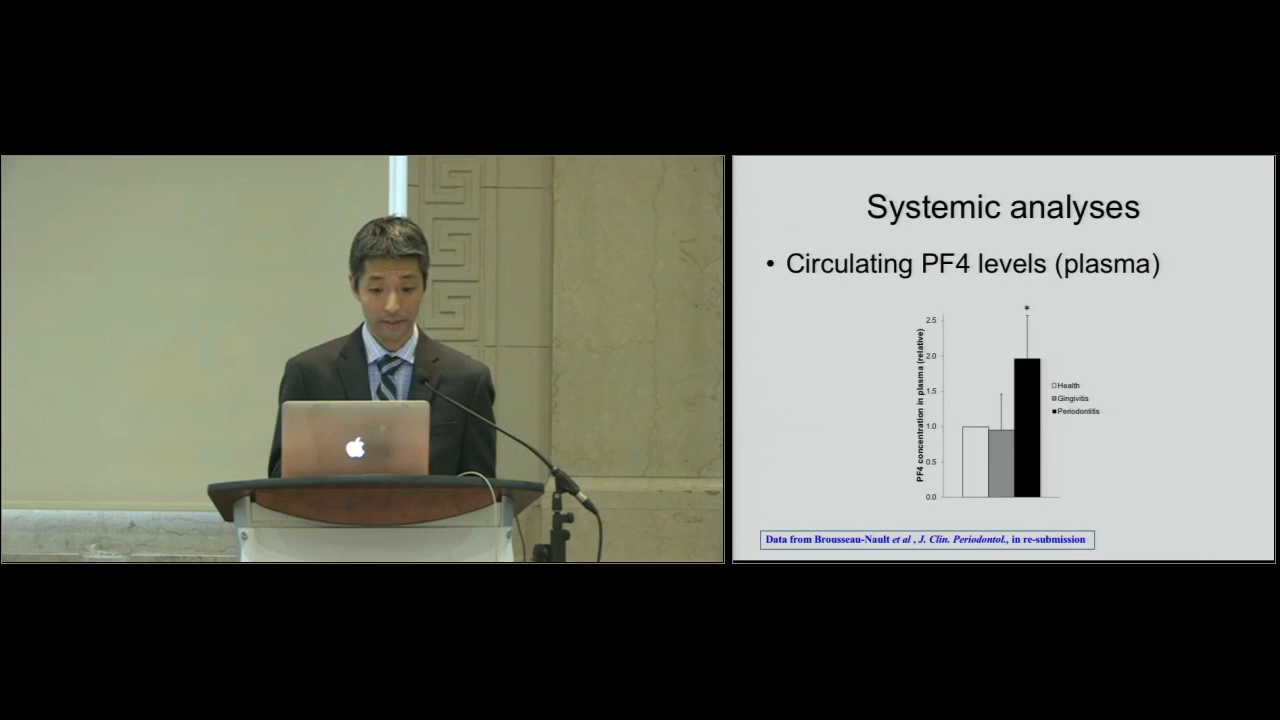 Systemic analyses
• Circulating PF4 levels (plasma)
*
PF4 concentration in plasma (relative)
2.5
2.0
1.5
1.0
0.5
0.0
Health
Gingivitis
Periodontitis
Data from Brousseau-Nault et al , J. Clin. Periodontol., in re-submission